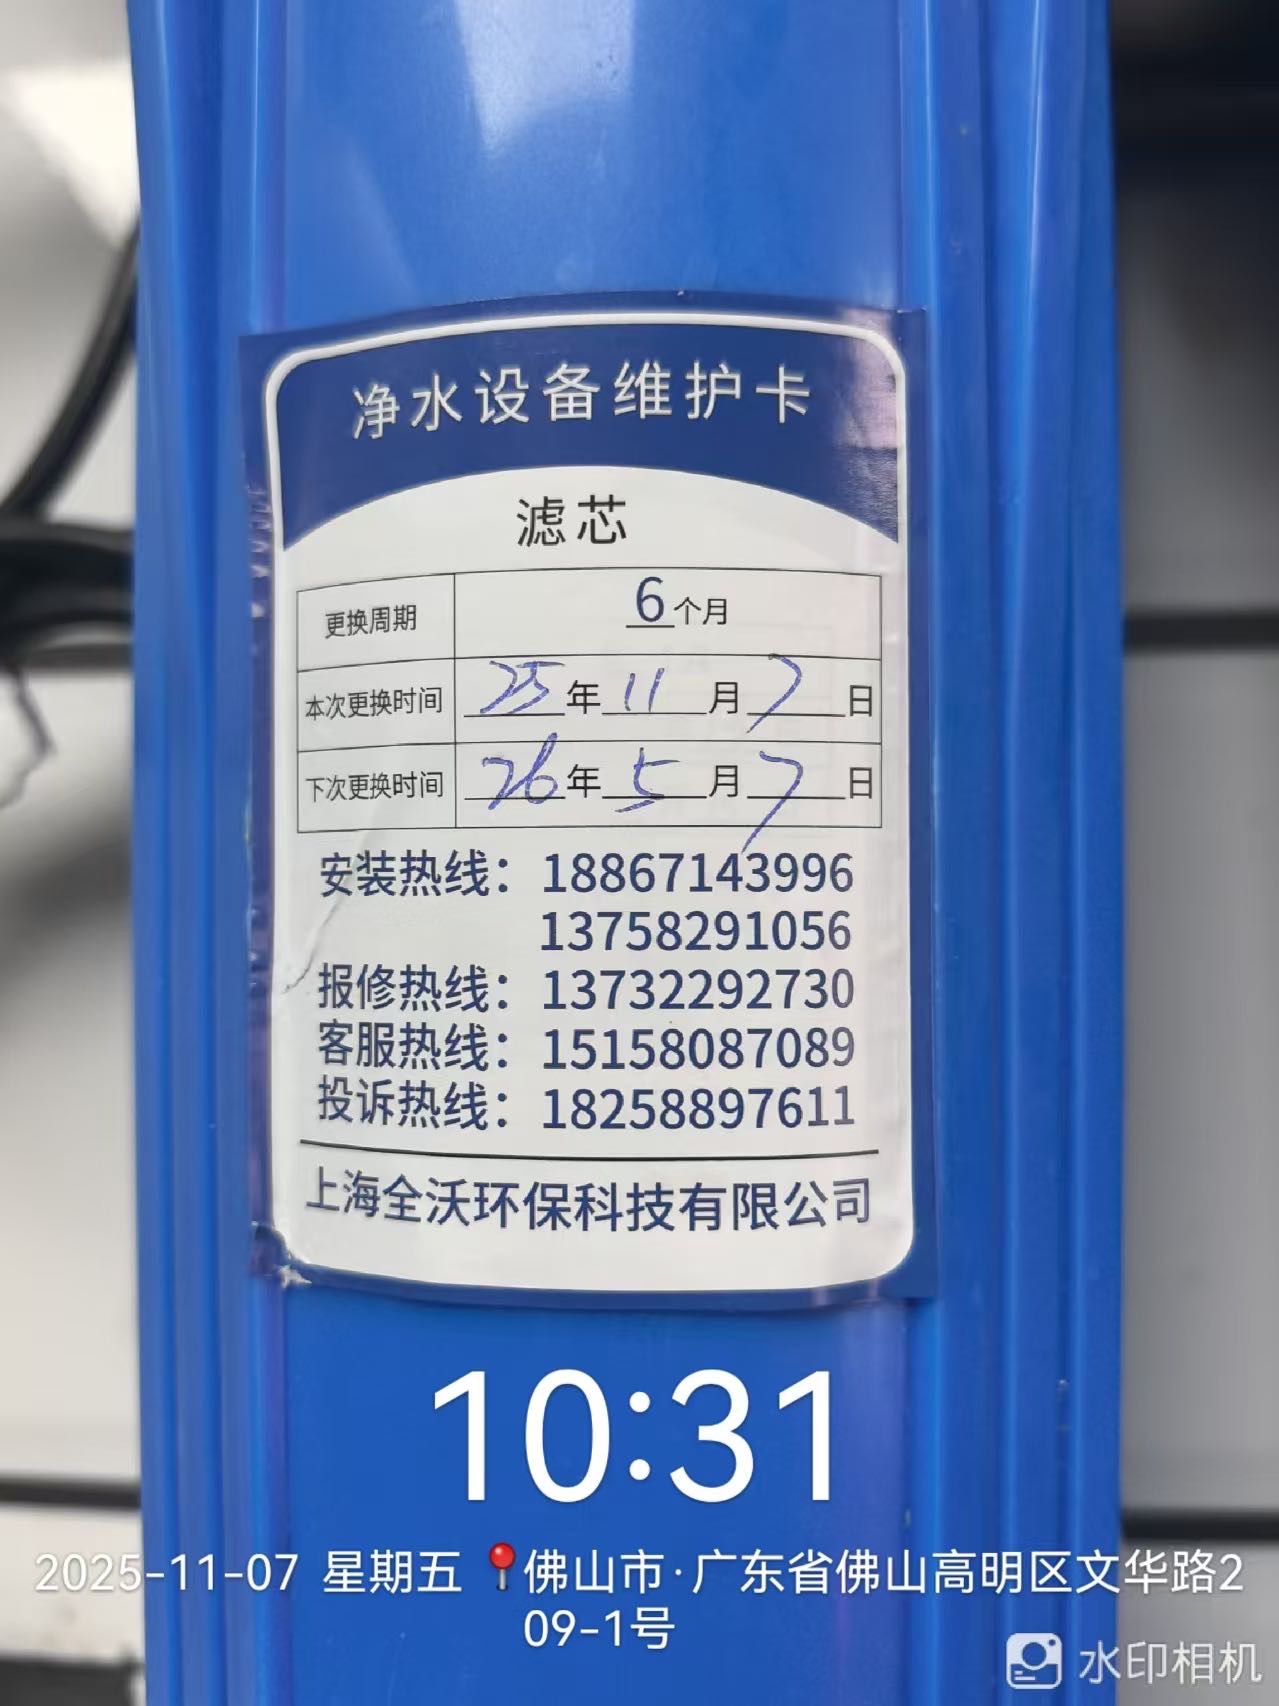 净水设备维护卡
滤芯
更换周期 6个月
本次更换时间 25年11月7日
下次更换时间 26年5月7日
安装热线：18867143996
13758291056
报修热线：13732292730
客服热线：15158087089
投诉热线：18258897611
上海全沃环保科技有限公司
10:31
2025-11-07 星期五 佛山市·广东省佛山高明区文华路2
09-1号
水印相机